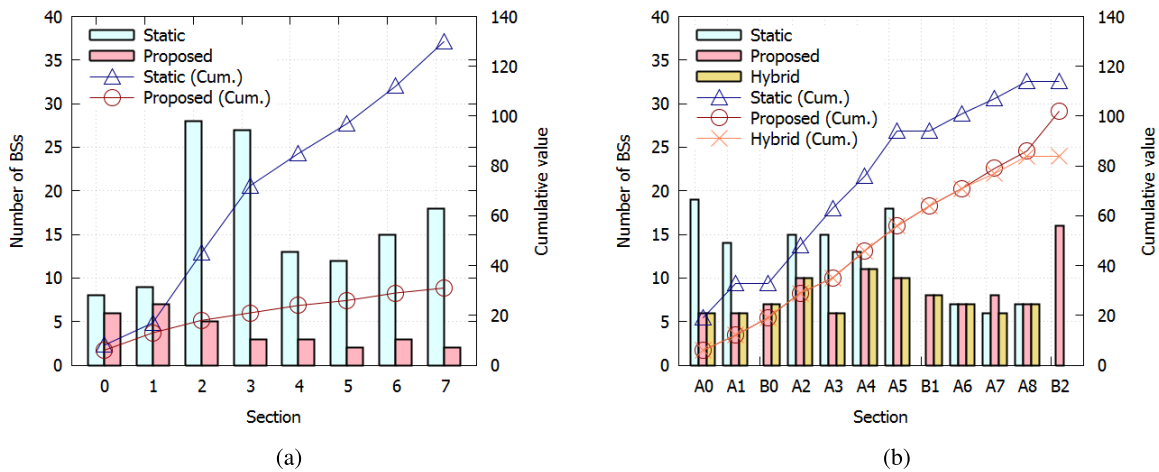 40
35
30
25
20
15
10
5
0
Number of BSs
Static
Proposed
Static (Cum.)
Proposed (Cum.)
140
120
100
80
60
40
20
0
Cumulative value
0 1 2 3 4 5 6 7
Section
(a)
40
35
30
25
20
15
10
5
0
Number of BSs
Static
Proposed
Hybrid
Static (Cum.)
Proposed (Cum.)
Hybrid (Cum.)
140
120
100
80
60
40
20
0
Cumulative value
A0 A1 B0 A2 A3 A4 A5 B1 A6 A7 A8 B2
Section
(b)